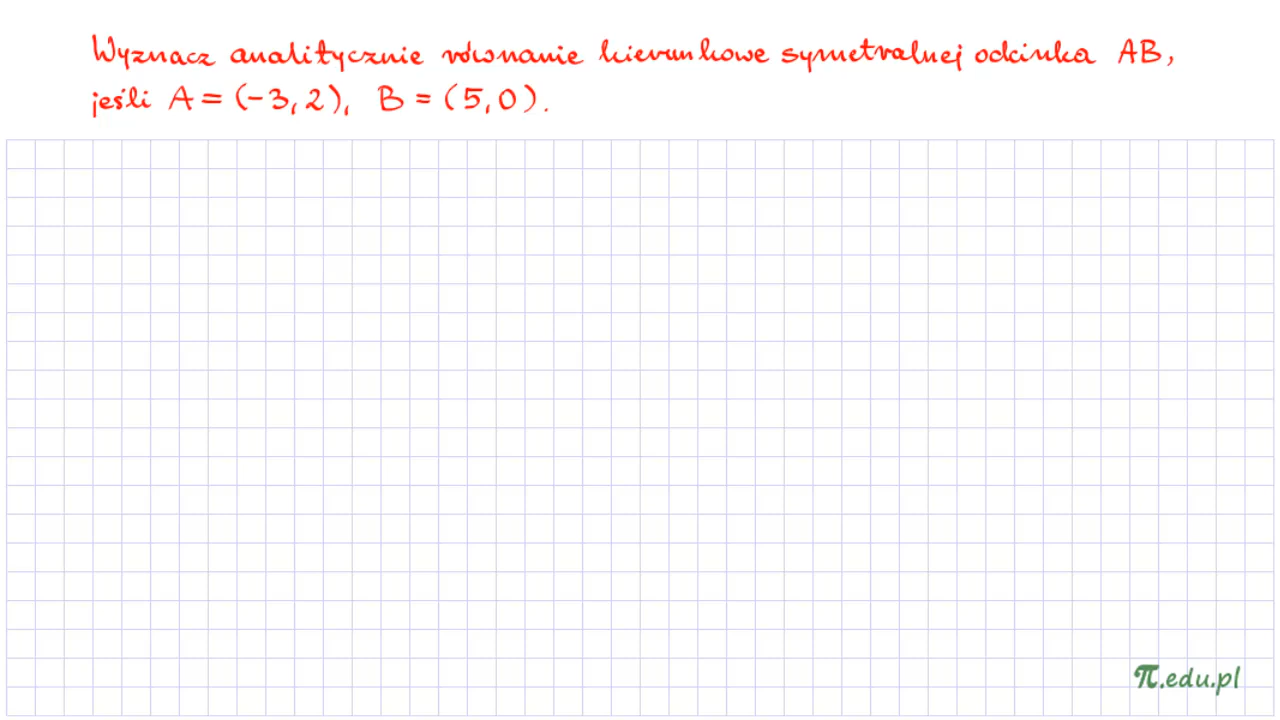 Wyznacz analitycznie równanie kierunkowe symetralnej odcinka AB,
jeśli A = (-3, 2), B = (5, 0).
π.edu.pl